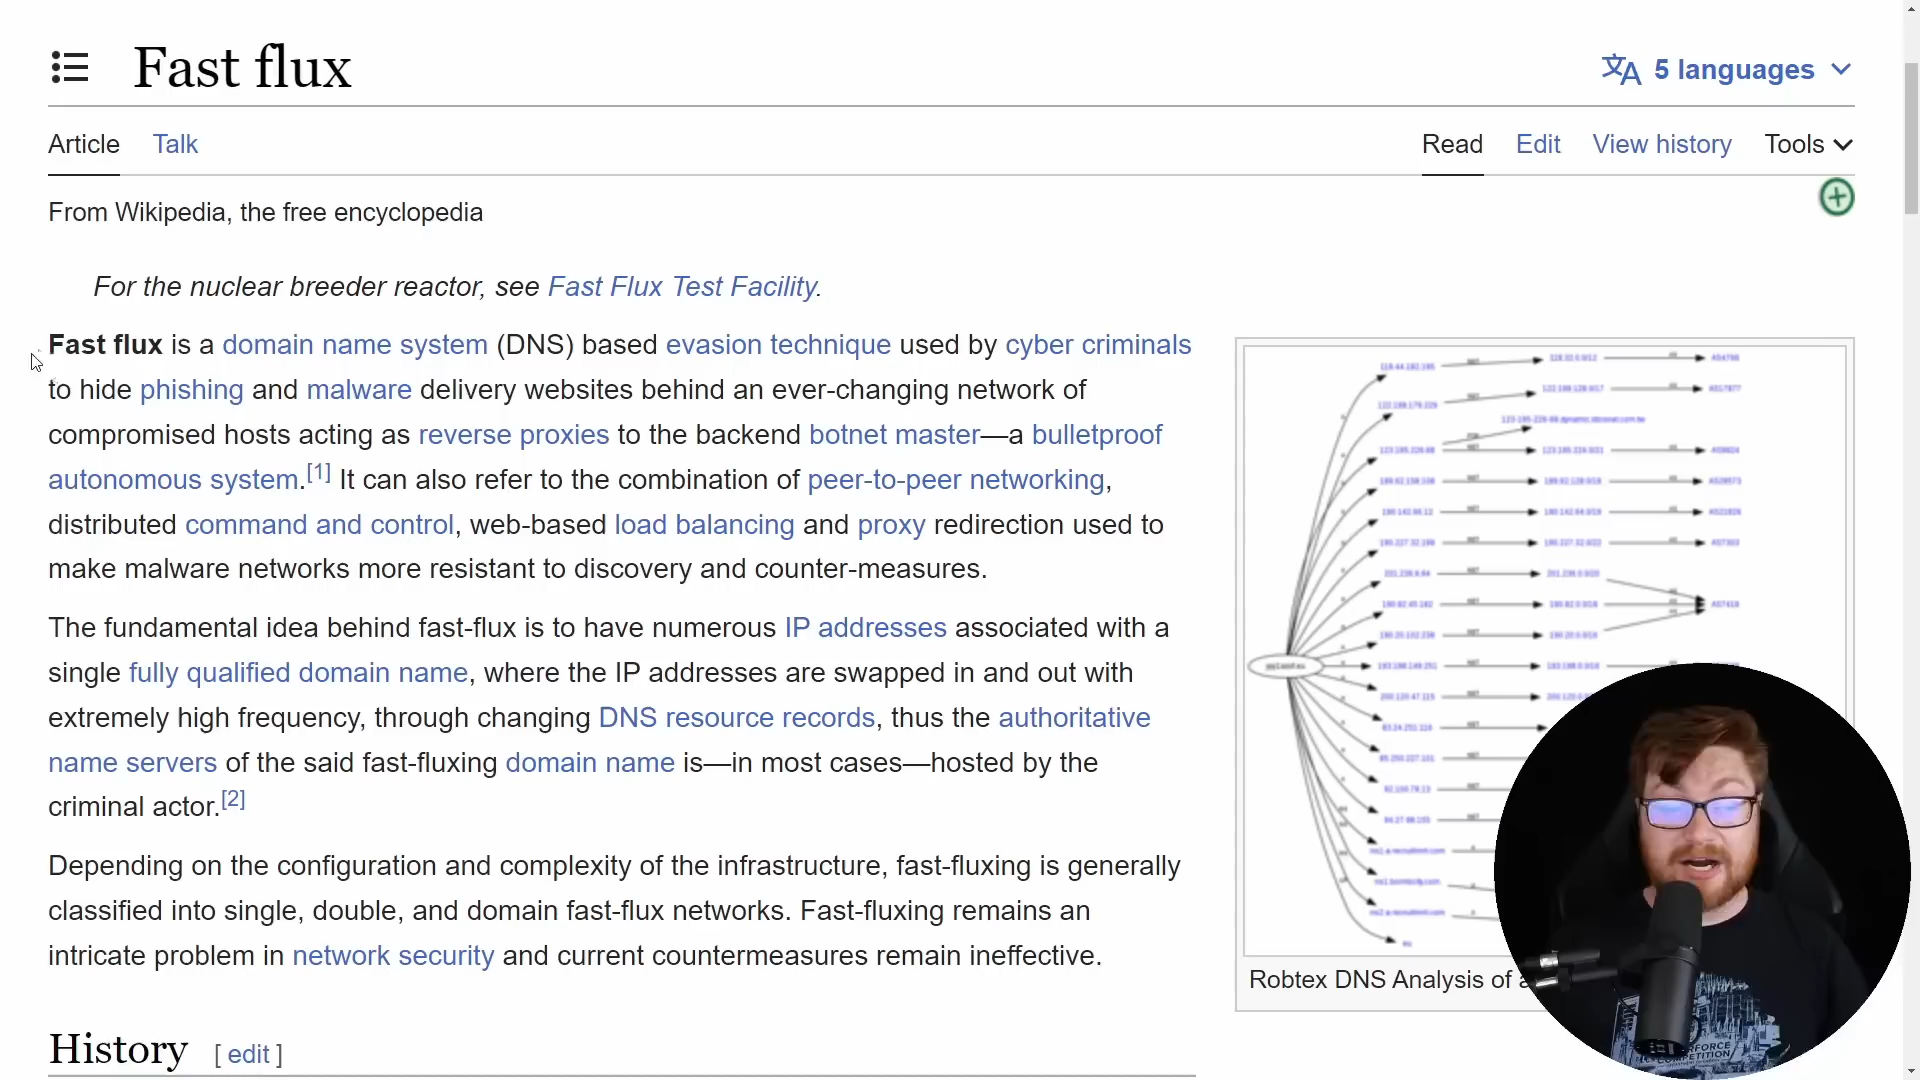 Fast flux
5 languages
Article Talk
Read Edit View history Tools
From Wikipedia, the free encyclopedia
For the nuclear breeder reactor, see Fast Flux Test Facility.
Fast flux is a domain name system (DNS) based evasion technique used by cyber criminals
to hide phishing and malware delivery websites behind an ever-changing network of
compromised hosts acting as reverse proxies to the backend botnet master—a bulletproof
autonomous system.[1] It can also refer to the combination of peer-to-peer networking,
distributed command and control, web-based load balancing and proxy redirection used to
make malware networks more resistant to discovery and counter-measures.
The fundamental idea behind fast-flux is to have numerous IP addresses associated with a
single fully qualified domain name, where the IP addresses are swapped in and out with
extremely high frequency, through changing DNS resource records, thus the authoritative
name servers of the said fast-fluxing domain name is—in most cases—hosted by the
criminal actor.[2]
Depending on the configuration and complexity of the infrastructure, fast-fluxing is generally
classified into single, double, and domain fast-flux networks. Fast-fluxing remains an
intricate problem in network security and current countermeasures remain ineffective.
History [ edit ]
Robtex DNS Analysis of a
COMPETITION